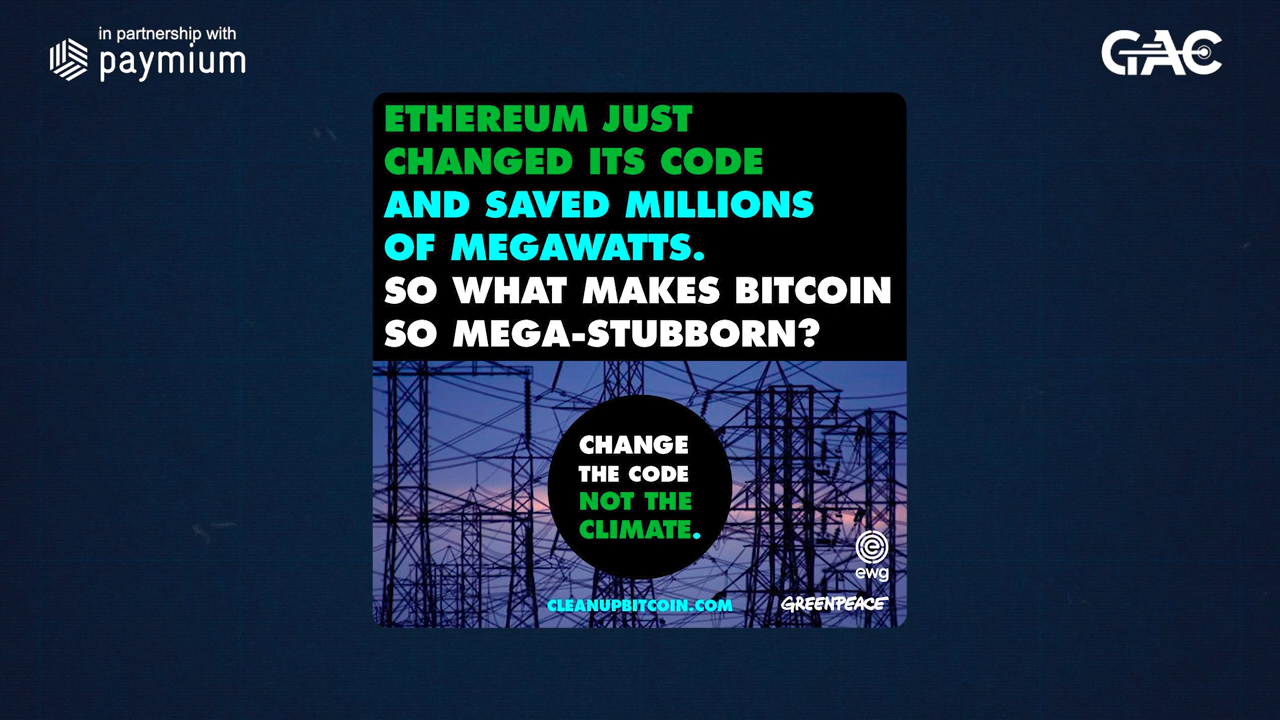 in partnership with
paymium
GAC
ETHEREUM JUST
CHANGED ITS CODE
AND SAVED MILLIONS
OF MEGAWATTS.
SO WHAT MAKES BITCOIN
SO MEGA-STUBBORN?
CHANGE
THE CODE
NOT THE
CLIMATE.
ewg
CLEANUPBITCOIN.COM
GREENPEACE